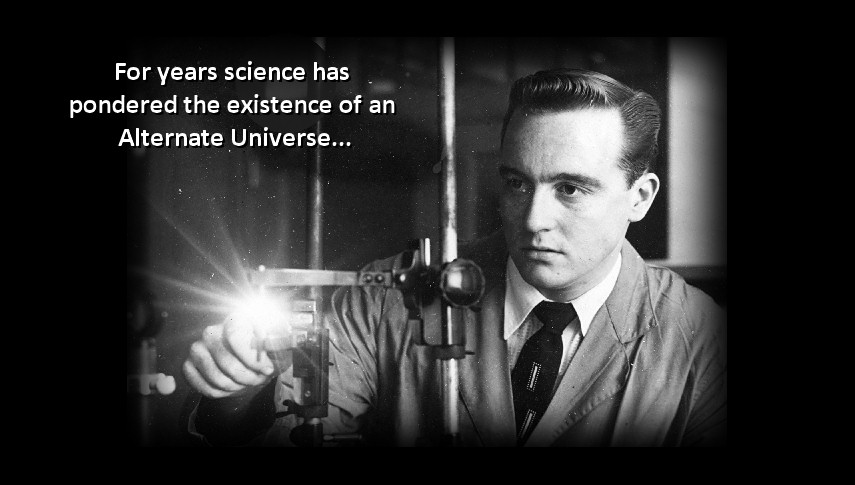 For years science has
pondered the existence of an
Alternate Universe...